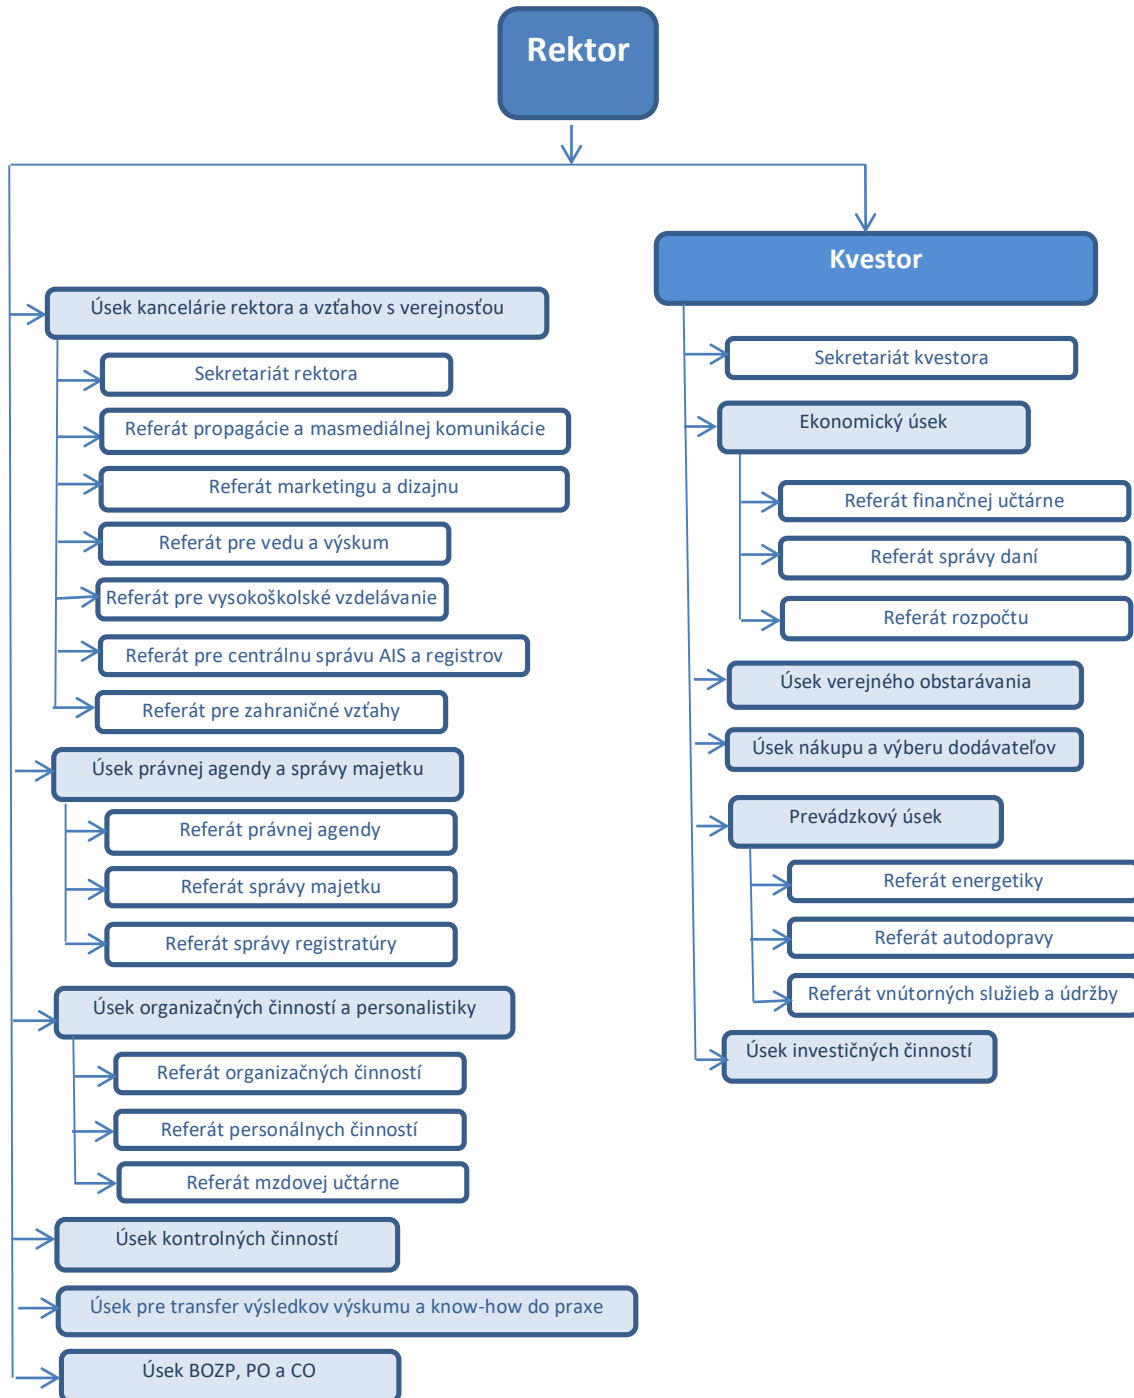 Rektor
Úsek kancelárie rektora a vzťahov s verejnosťou
Sekretariát rektora
Referát propagácie a masmediálnej komunikácie
Referát marketingu a dizajnu
Referát pre vedu a výskum
Referát pre vysokoškolské vzdelávanie
Referát pre centrálnu správu AIS a registrov
Referát pre zahraničné vzťahy
Úsek právnej agendy a správy majetku
Referát právnej agendy
Referát správy majetku
Referát správy registratúry
Úsek organizačných činností a personalistiky
Referát organizačných činností
Referát personálnych činností
Referát mzdovej učtárne
Úsek kontrolných činností
Úsek pre transfer výsledkov výskumu a know-how do praxe
Úsek BOZP, PO a CO
Kvestor
Sekretariát kvestora
Ekonomický úsek
Referát finančnej učtárne
Referát správy daní
Referát rozpočtu
Úsek verejného obstarávania
Úsek nákupu a výberu dodávateľov
Prevádzkový úsek
Referát energetiky
Referát autodopravy
Referát vnútorných služieb a údržby
Úsek investičných činností